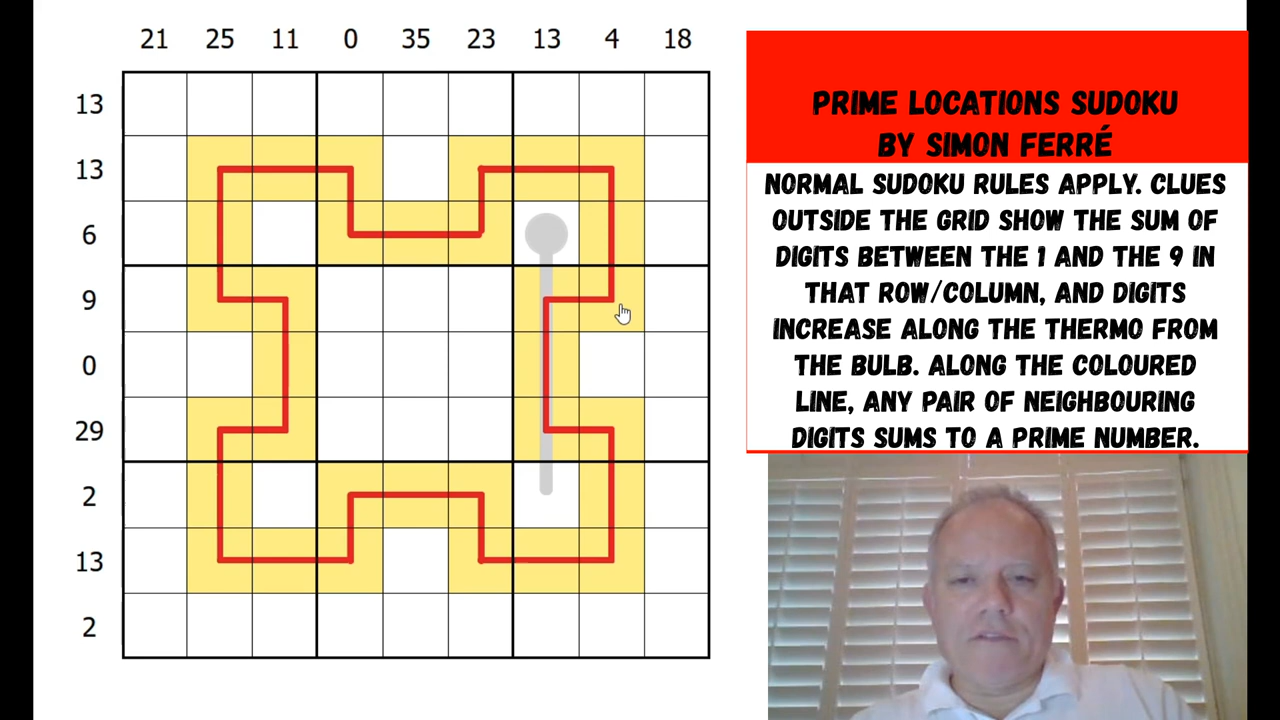 21 25 11 0 35 23 13 4 18
13
13
6
9
0
29
2
13
2
PRIME LOCATIONS SUDOKU
BY SIMON FERRÉ
NORMAL SUDOKU RULES APPLY. CLUES
OUTSIDE THE GRID SHOW THE SUM OF
DIGITS BETWEEN THE 1 AND THE 9 IN
THAT ROW/COLUMN, AND DIGITS
INCREASE ALONG THE THERMO FROM
THE BULB. ALONG THE COLOURED
LINE, ANY PAIR OF NEIGHBOURING
DIGITS SUMS TO A PRIME NUMBER.